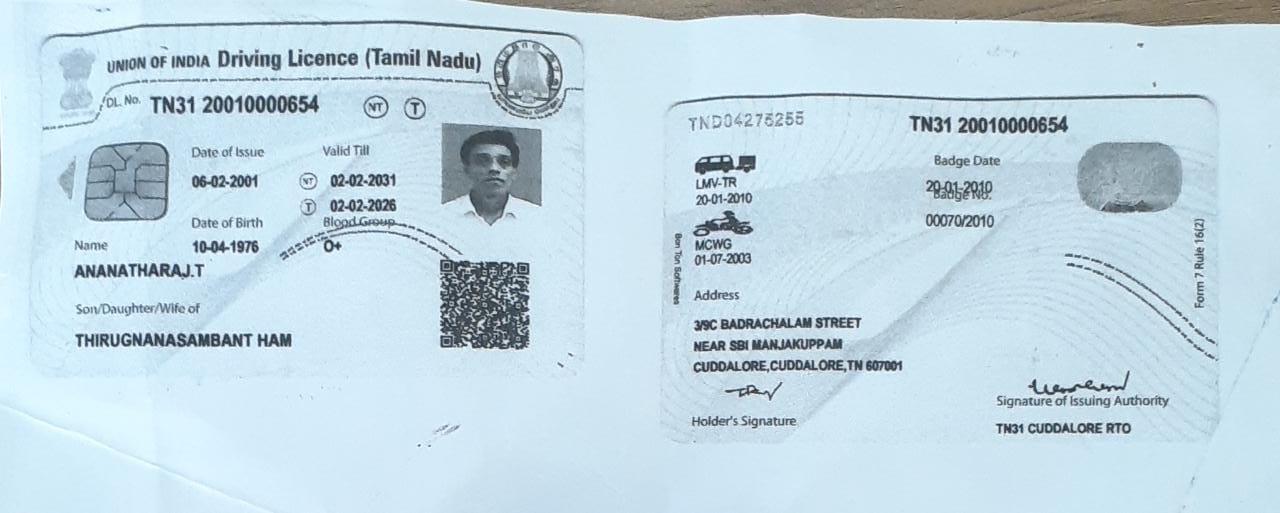 UNION OF INDIA Driving Licence (Tamil Nadu)
DL. No. TN31 20010000654 NT T
Date of Issue Valid Till
06-02-2001 NT 02-02-2031
T 02-02-2026
Date of Birth Blood Group
Name 10-04-1976 O+
ANANATHARAJ.T
Son/Daughter/Wife of
THIRUGNANASAMBANT HAM
TND04275255 TN31 20010000654
Badge Date
LMV-TR 20-01-2010
20-01-2010 Badge No.
00070/2010
MCWG
01-07-2003
Bon Ton Softwares
Form 7 Rule 16(2)
Address
3/9C BADRACHALAM STREET
NEAR SBI MANJAKUPPAM
CUDDALORE,CUDDALORE,TN 607001
Holder's Signature
Signature of Issuing Authority
TN31 CUDDALORE RTO